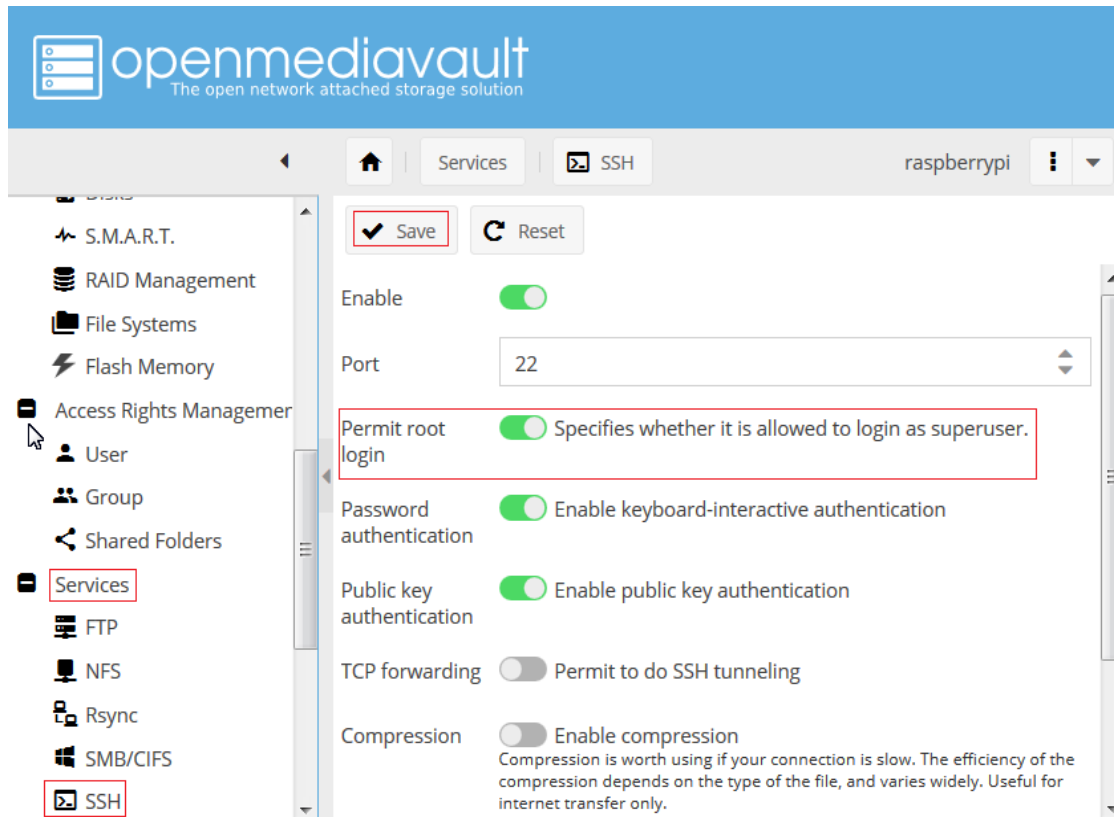 openmediavault
The open network attached storage solution
Services
SSH
raspberrypi
Disks
S.M.A.R.T.
RAID Management
File Systems
Flash Memory
Access Rights Managemen
User
Group
Shared Folders
Services
FTP
NFS
Rsync
SMB/CIFS
SSH
Save
Reset
Enable
Port
22
Permit root
login
Specifies whether it is allowed to login as superuser.
Password
authentication
Enable keyboard-interactive authentication
Public key
authentication
Enable public key authentication
TCP forwarding
Permit to do SSH tunneling
Compression
Enable compression
Compression is worth using if your connection is slow. The efficiency of the
compression depends on the type of the file, and varies widely. Useful for
internet transfer only.